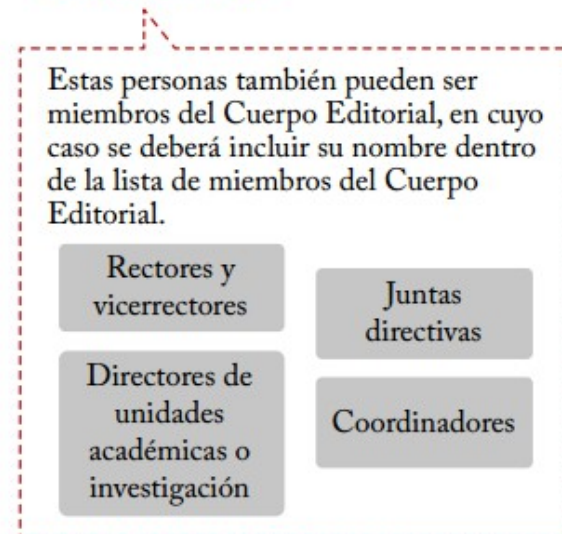 Estas personas también pueden ser
miembros del Cuerpo Editorial, en cuyo
caso se deberá incluir su nombre dentro
de la lista de miembros del Cuerpo
Editorial.
Rectores y
vicerrectores
Juntas
directivas
Directores de
unidades
académicas o
investigación
Coordinadores